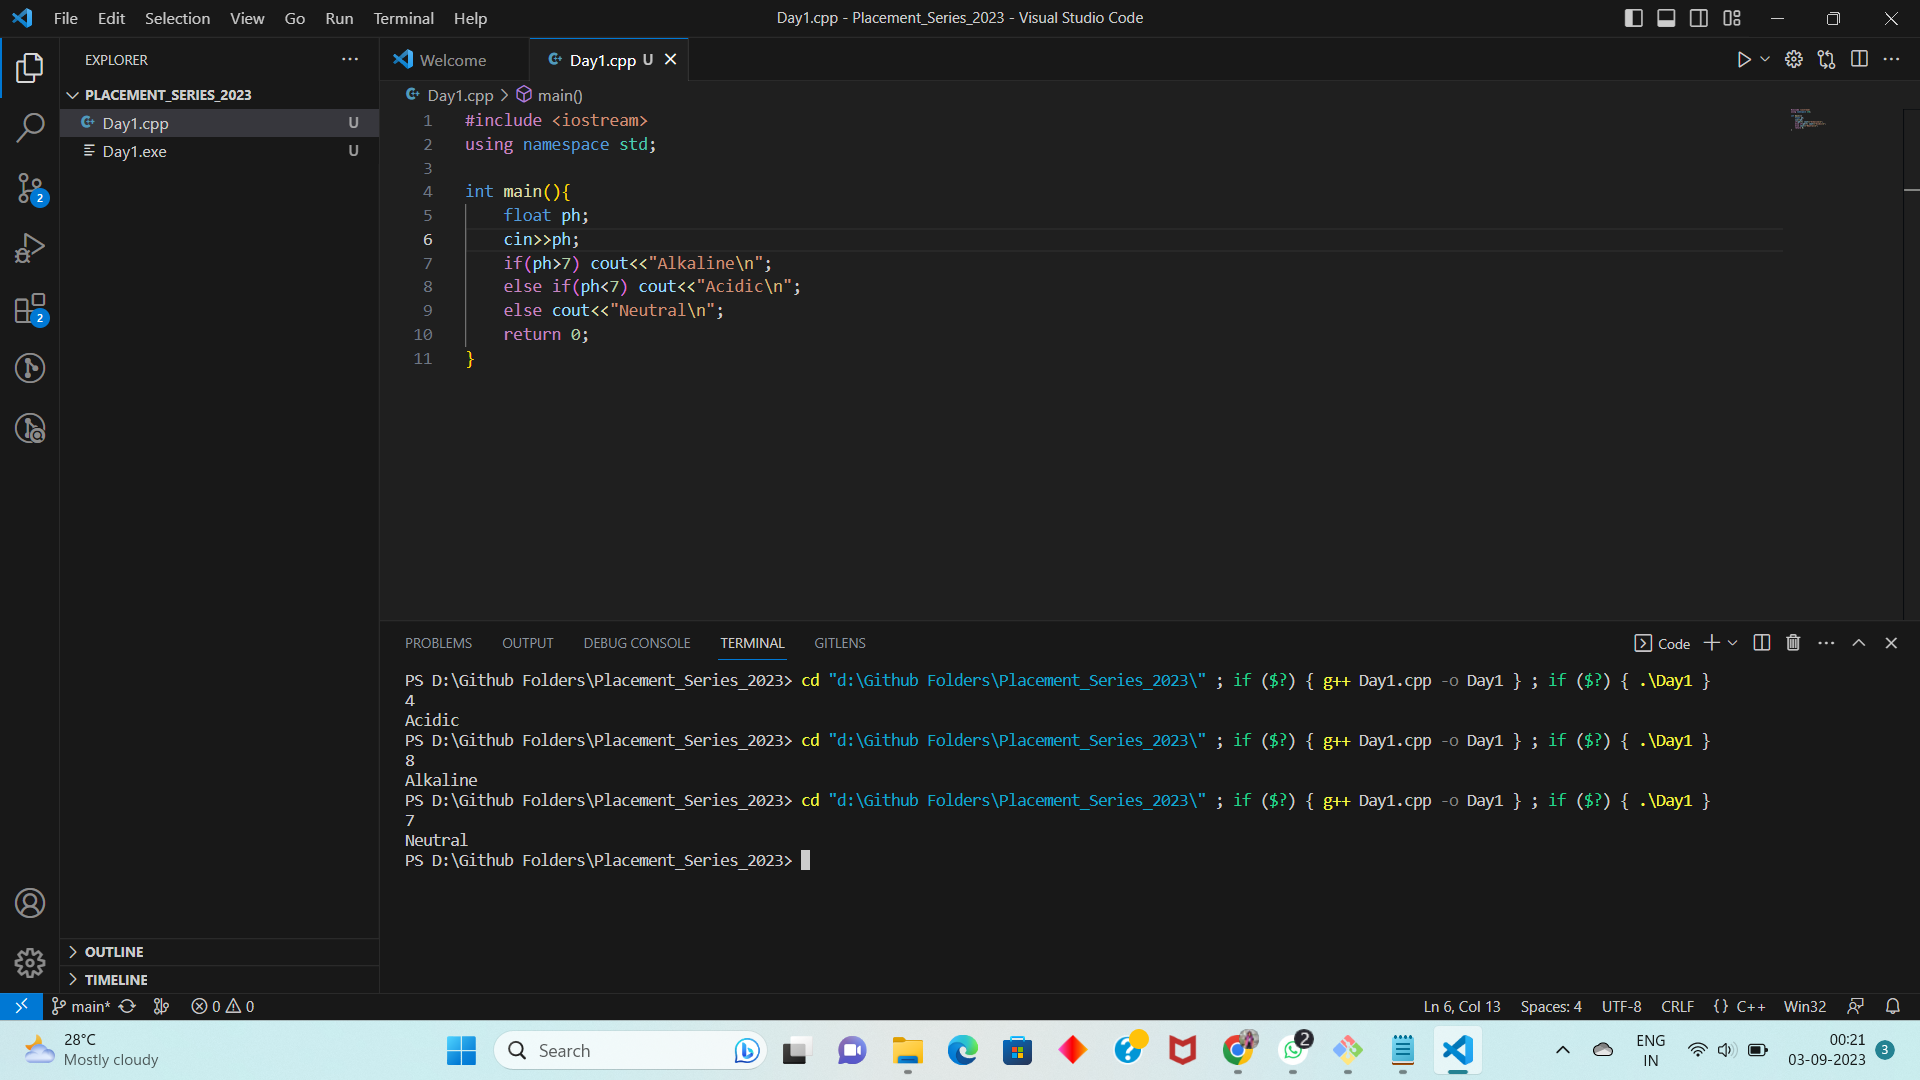 File Edit Selection View Go Run Terminal Help
Day1.cpp - Placement_Series_2023 - Visual Studio Code
EXPLORER
PLACEMENT_SERIES_2023
Day1.cpp U
Day1.exe U
2
2
OUTLINE
TIMELINE
Welcome
Day1.cpp U
Day1.cpp > main()
1 #include <iostream>
2 using namespace std;
3
4 int main(){
5 float ph;
6 cin>>ph;
7 if(ph>7) cout<<"Alkaline\n";
8 else if(ph<7) cout<<"Acidic\n";
9 else cout<<"Neutral\n";
10 return 0;
11 }
PROBLEMS OUTPUT DEBUG CONSOLE TERMINAL GITLENS
Code
PS D:\Github Folders\Placement_Series_2023> cd "d:\Github Folders\Placement_Series_2023\" ; if ($?) { g++ Day1.cpp -o Day1 } ; if ($?) { .\Day1 }
4
Acidic
PS D:\Github Folders\Placement_Series_2023> cd "d:\Github Folders\Placement_Series_2023\" ; if ($?) { g++ Day1.cpp -o Day1 } ; if ($?) { .\Day1 }
8
Alkaline
PS D:\Github Folders\Placement_Series_2023> cd "d:\Github Folders\Placement_Series_2023\" ; if ($?) { g++ Day1.cpp -o Day1 } ; if ($?) { .\Day1 }
7
Neutral
PS D:\Github Folders\Placement_Series_2023>
main* 0 0
Ln 6, Col 13 Spaces: 4 UTF-8 CRLF {} C++ Win32
28°C
Mostly cloudy
Search
2
ENG
IN
00:21
03-09-2023
3